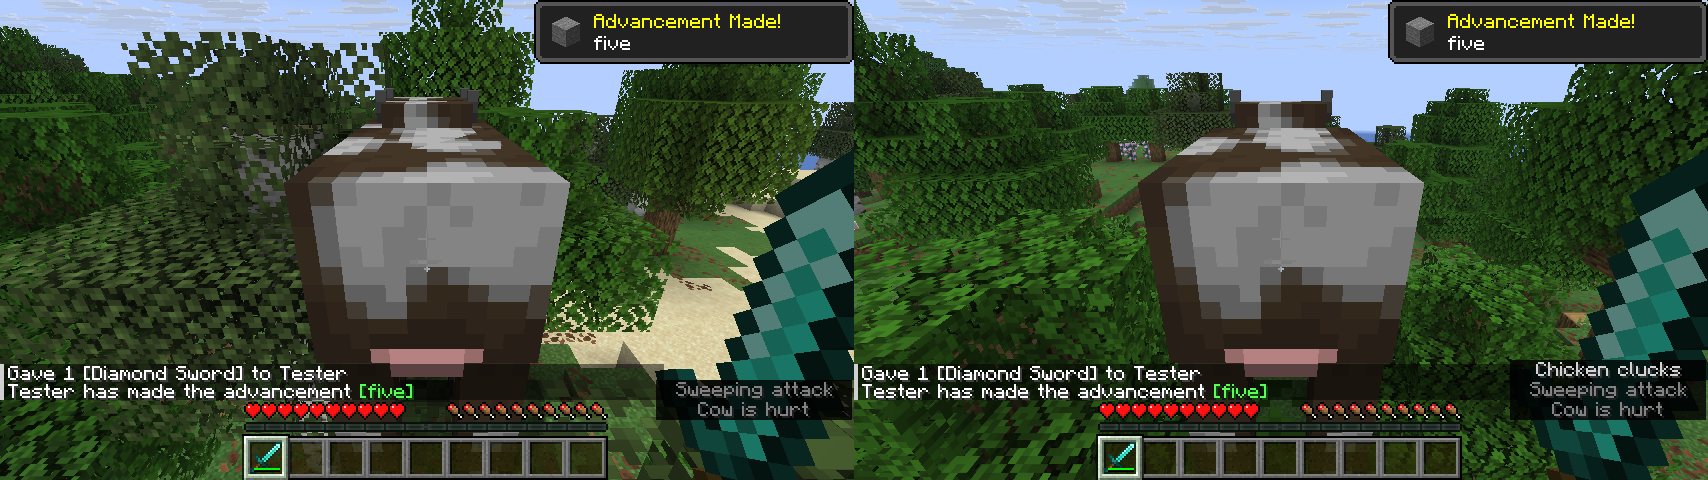 Advancement Made!
five
Gave 1 [Diamond Sword] to Tester
Tester has made the advancement [five]
Sweeping attack
Cow is hurt
Advancement Made!
five
Gave 1 [Diamond Sword] to Tester
Tester has made the advancement [five]
Chicken clucks
Sweeping attack
Cow is hurt